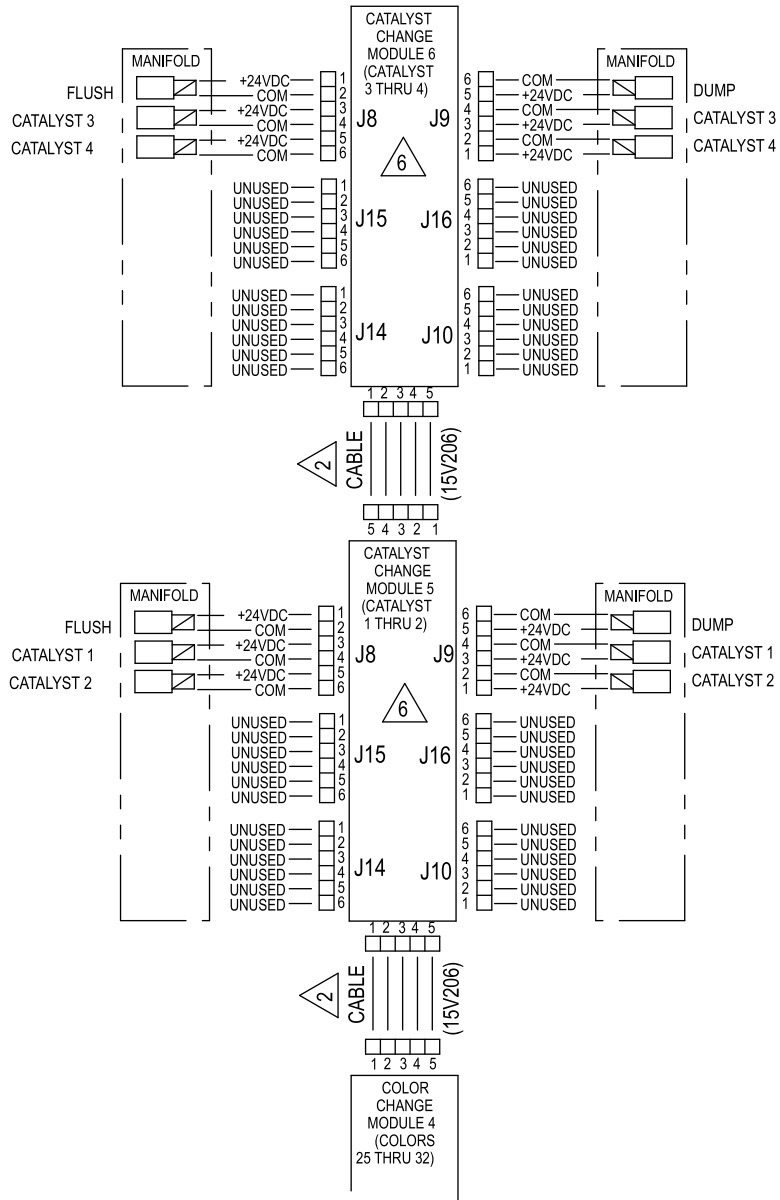 CATALYST
CHANGE
MODULE 6
(CATALYST
3 THRU 4)
MANIFOLD
FLUSH
CATALYST 3
CATALYST 4
+24VDC 1
COM 2
+24VDC 3
COM 4
+24VDC 5
COM 6
J8
J9
6
6 COM
5 +24VDC
4 COM
3 +24VDC
2 COM
1 +24VDC
MANIFOLD
DUMP
CATALYST 3
CATALYST 4
UNUSED 1
UNUSED 2
UNUSED 3
UNUSED 4
UNUSED 5
UNUSED 6
J15
J16
6 UNUSED
5 UNUSED
4 UNUSED
3 UNUSED
2 UNUSED
1 UNUSED
UNUSED 1
UNUSED 2
UNUSED 3
UNUSED 4
UNUSED 5
UNUSED 6
J14
J10
6 UNUSED
5 UNUSED
4 UNUSED
3 UNUSED
2 UNUSED
1 UNUSED
1 2 3 4 5
2
CABLE
(15V206)
5 4 3 2 1
CATALYST
CHANGE
MODULE 5
(CATALYST
1 THRU 2)
MANIFOLD
FLUSH
CATALYST 1
CATALYST 2
+24VDC 1
COM 2
+24VDC 3
COM 4
+24VDC 5
COM 6
J8
J9
6
6 COM
5 +24VDC
4 COM
3 +24VDC
2 COM
1 +24VDC
MANIFOLD
DUMP
CATALYST 1
CATALYST 2
UNUSED 1
UNUSED 2
UNUSED 3
UNUSED 4
UNUSED 5
UNUSED 6
J15
J16
6 UNUSED
5 UNUSED
4 UNUSED
3 UNUSED
2 UNUSED
1 UNUSED
UNUSED 1
UNUSED 2
UNUSED 3
UNUSED 4
UNUSED 5
UNUSED 6
J14
J10
6 UNUSED
5 UNUSED
4 UNUSED
3 UNUSED
2 UNUSED
1 UNUSED
1 2 3 4 5
2
CABLE
(15V206)
1 2 3 4 5
COLOR
CHANGE
MODULE 4
(COLORS
25 THRU 32)